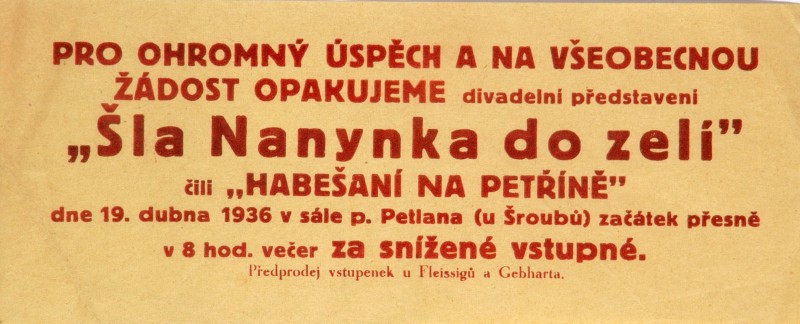 PRO OHROMNÝ ÚSPĚCH A NA VŠEOBECNOU
ŽÁDOST OPAKUJEME divadelní představení
„Šla Nanynka do zelí”
čili „HABEŠANÍ NA PETŘÍNĚ”
dne 19. dubna 1936 v sále p. Petlana (u Šroubů) začátek přesně
v 8 hod. večer za snížené vstupné.
Předprodej vstupenek u Fleissigů a Gebharta.